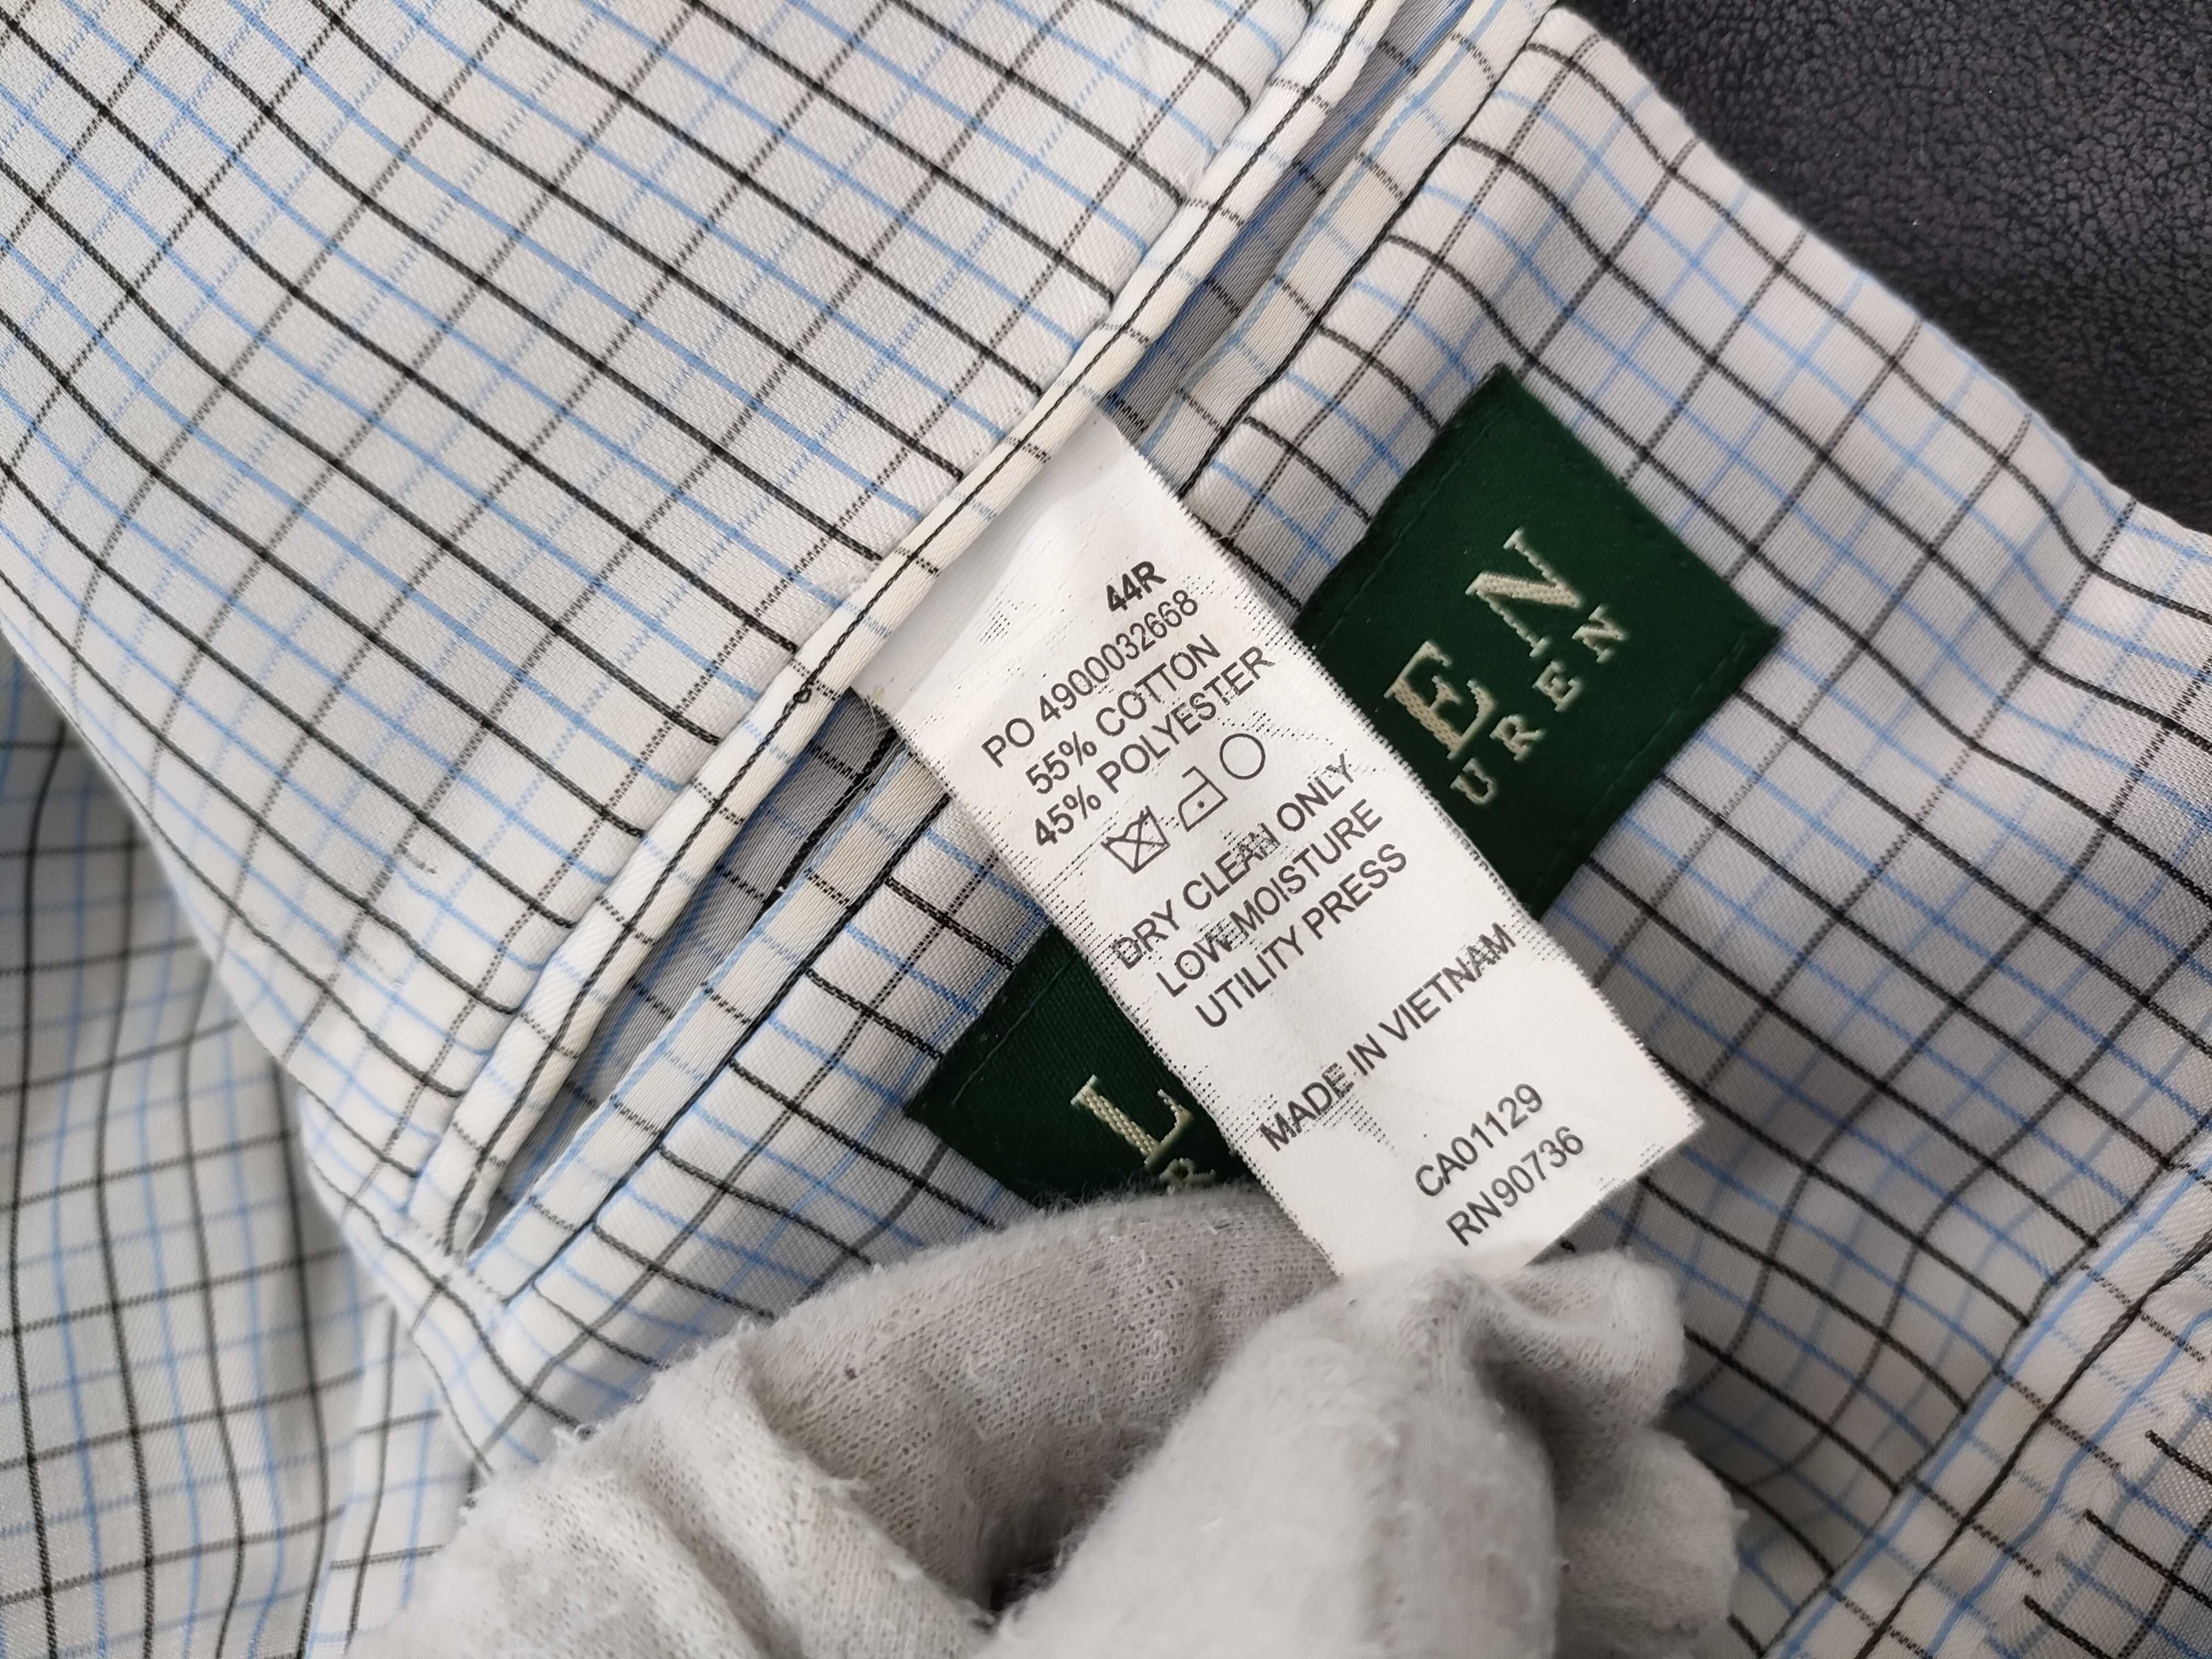 44R
PO 4900032668
55% COTTON
45% POLYESTER
DRY CLEAN ONLY
LOW MOISTURE
UTILITY PRESS
MADE IN VIETNAM
CA01129
RN90736
L EN
R UREN